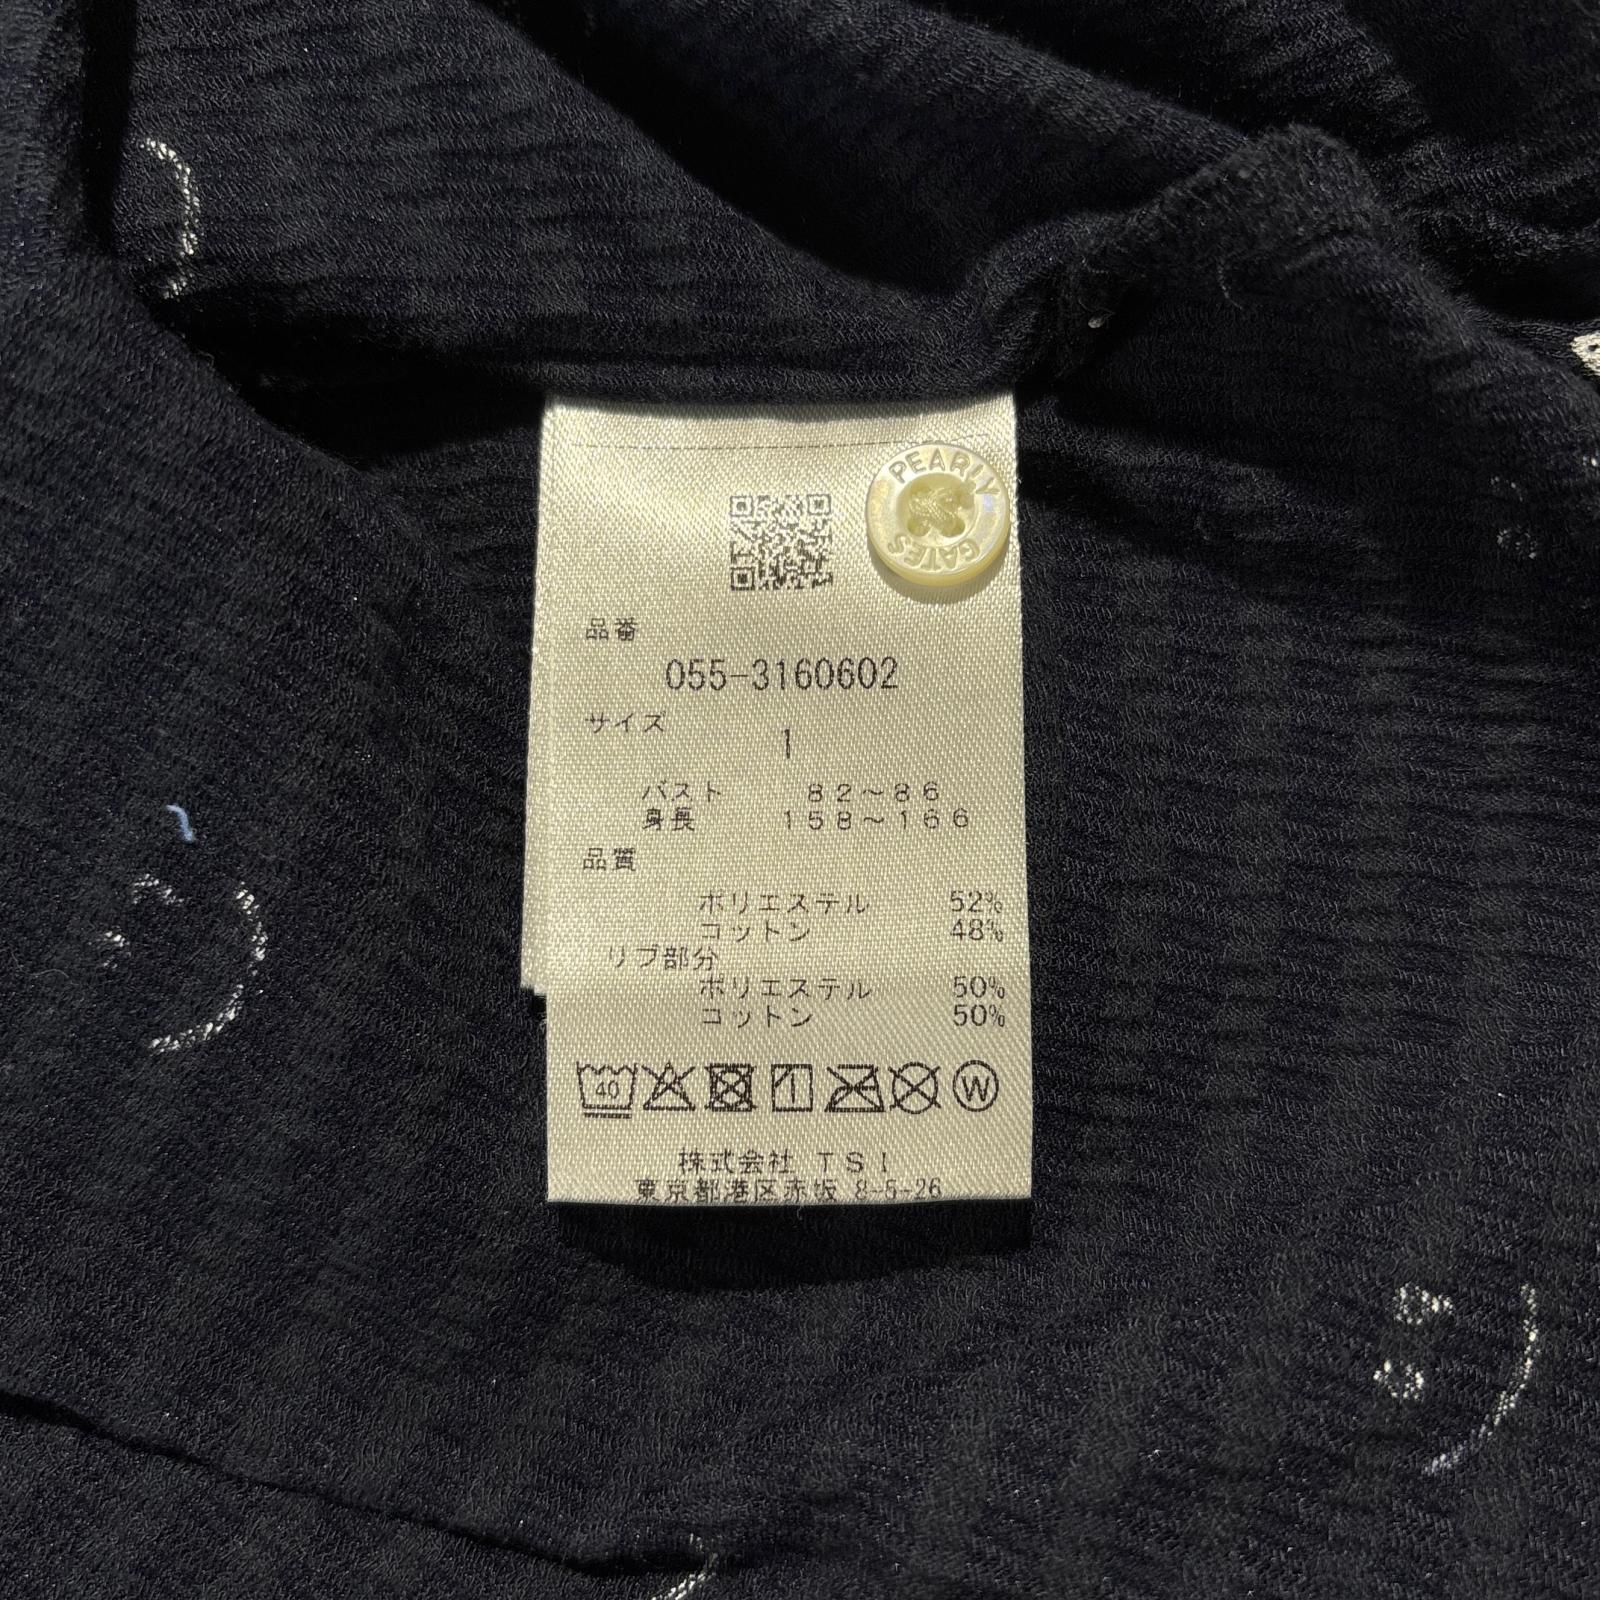 PEARLY GATES
品番
055-3160602
サイズ
1
バスト 82～86
身長 158～166
品質
ポリエステル 52%
コットン 48%
リブ部分
ポリエステル 50%
コットン 50%
40
W
株式会社 TSI
東京都港区赤坂 8-5-26